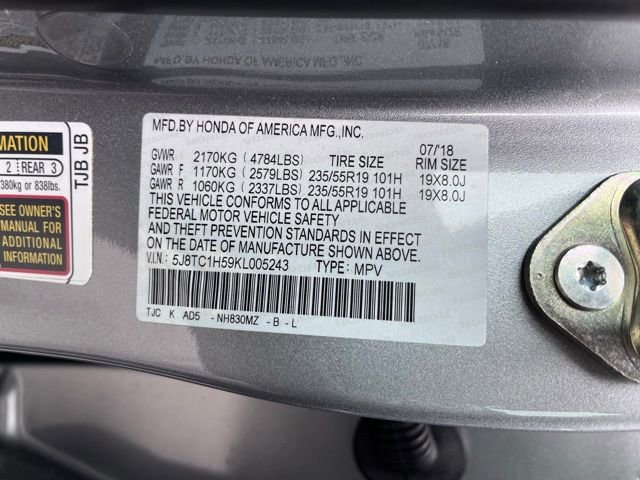 MFD.BY HONDA OF AMERICA MFG.,INC.
07/'18
GVWR 2170KG (4784LBS) TIRE SIZE RIM SIZE
GAWR F 1170KG (2579LBS) 235/55R19 101H 19X8.0J
GAWR R 1060KG (2337LBS) 235/55R19 101H 19X8.0J
THIS VEHICLE CONFORMS TO ALL APPLICABLE
FEDERAL MOTOR VEHICLE SAFETY
AND THEFT PREVENTION STANDARDS IN EFFECT
ON THE DATE OF MANUFACTURE SHOWN ABOVE.
V.I.N.: 5J8TC1H59KL005243 TYPE: MPV
TJC K AD5 -NH830MZ -B -L
MATION
2 REAR 3
380kg or 838lbs.
SEE OWNER'S
MANUAL FOR
ADDITIONAL
INFORMATION
TJB JB